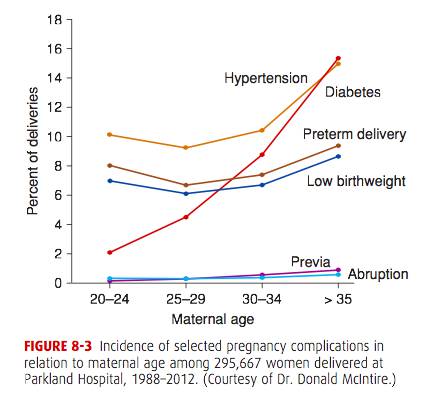 18
16
14
12
10
8
6
4
2
0
Percent of deliveries
Hypertension
Diabetes
Preterm delivery
Low birthweight
Previa
Abruption
20–24 25–29 30–34 > 35
Maternal age
FIGURE 8-3 Incidence of selected pregnancy complications in
relation to maternal age among 295,667 women delivered at
Parkland Hospital, 1988–2012. (Courtesy of Dr. Donald McIntire.)